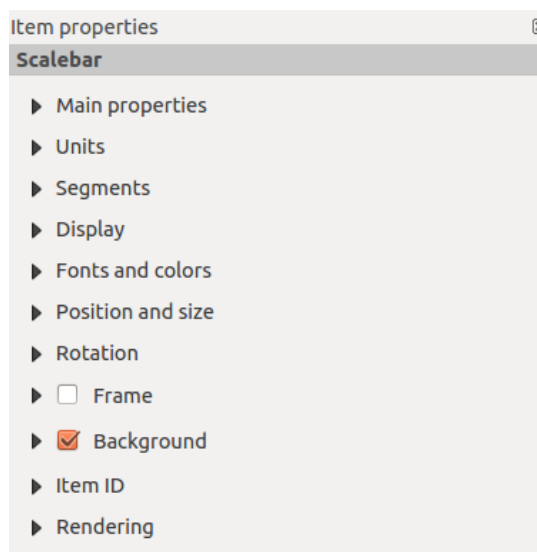 Item properties
Scalebar
Main properties
Units
Segments
Display
Fonts and colors
Position and size
Rotation
Frame
Background
Item ID
Rendering